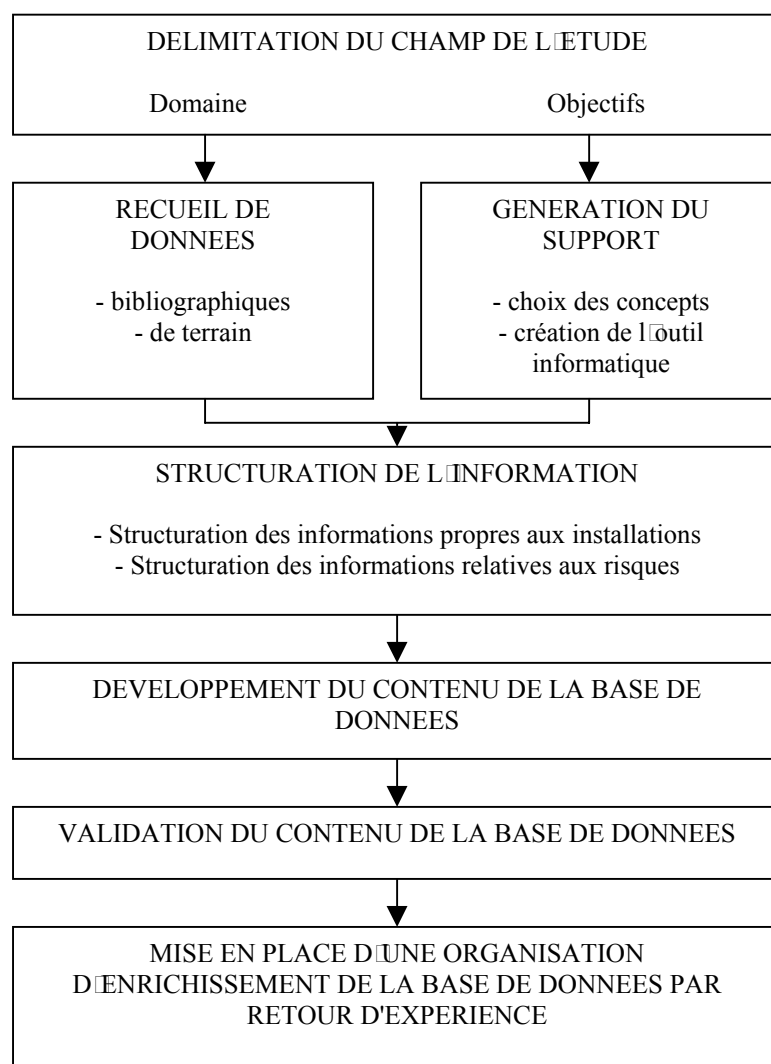 DELIMITATION DU CHAMP DE L□ETUDE
Domaine Objectifs
RECUEIL DE
DONNEES
- bibliographiques
- de terrain
GENERATION DU
SUPPORT
- choix des concepts
- création de l□outil
informatique
STRUCTURATION DE L□INFORMATION
- Structuration des informations propres aux installations
- Structuration des informations relatives aux risques
DEVELOPPEMENT DU CONTENU DE LA BASE DE
DONNEES
VALIDATION DU CONTENU DE LA BASE DE DONNEES
MISE EN PLACE D□UNE ORGANISATION
D□ENRICHISSEMENT DE LA BASE DE DONNEES PAR
RETOUR D'EXPERIENCE